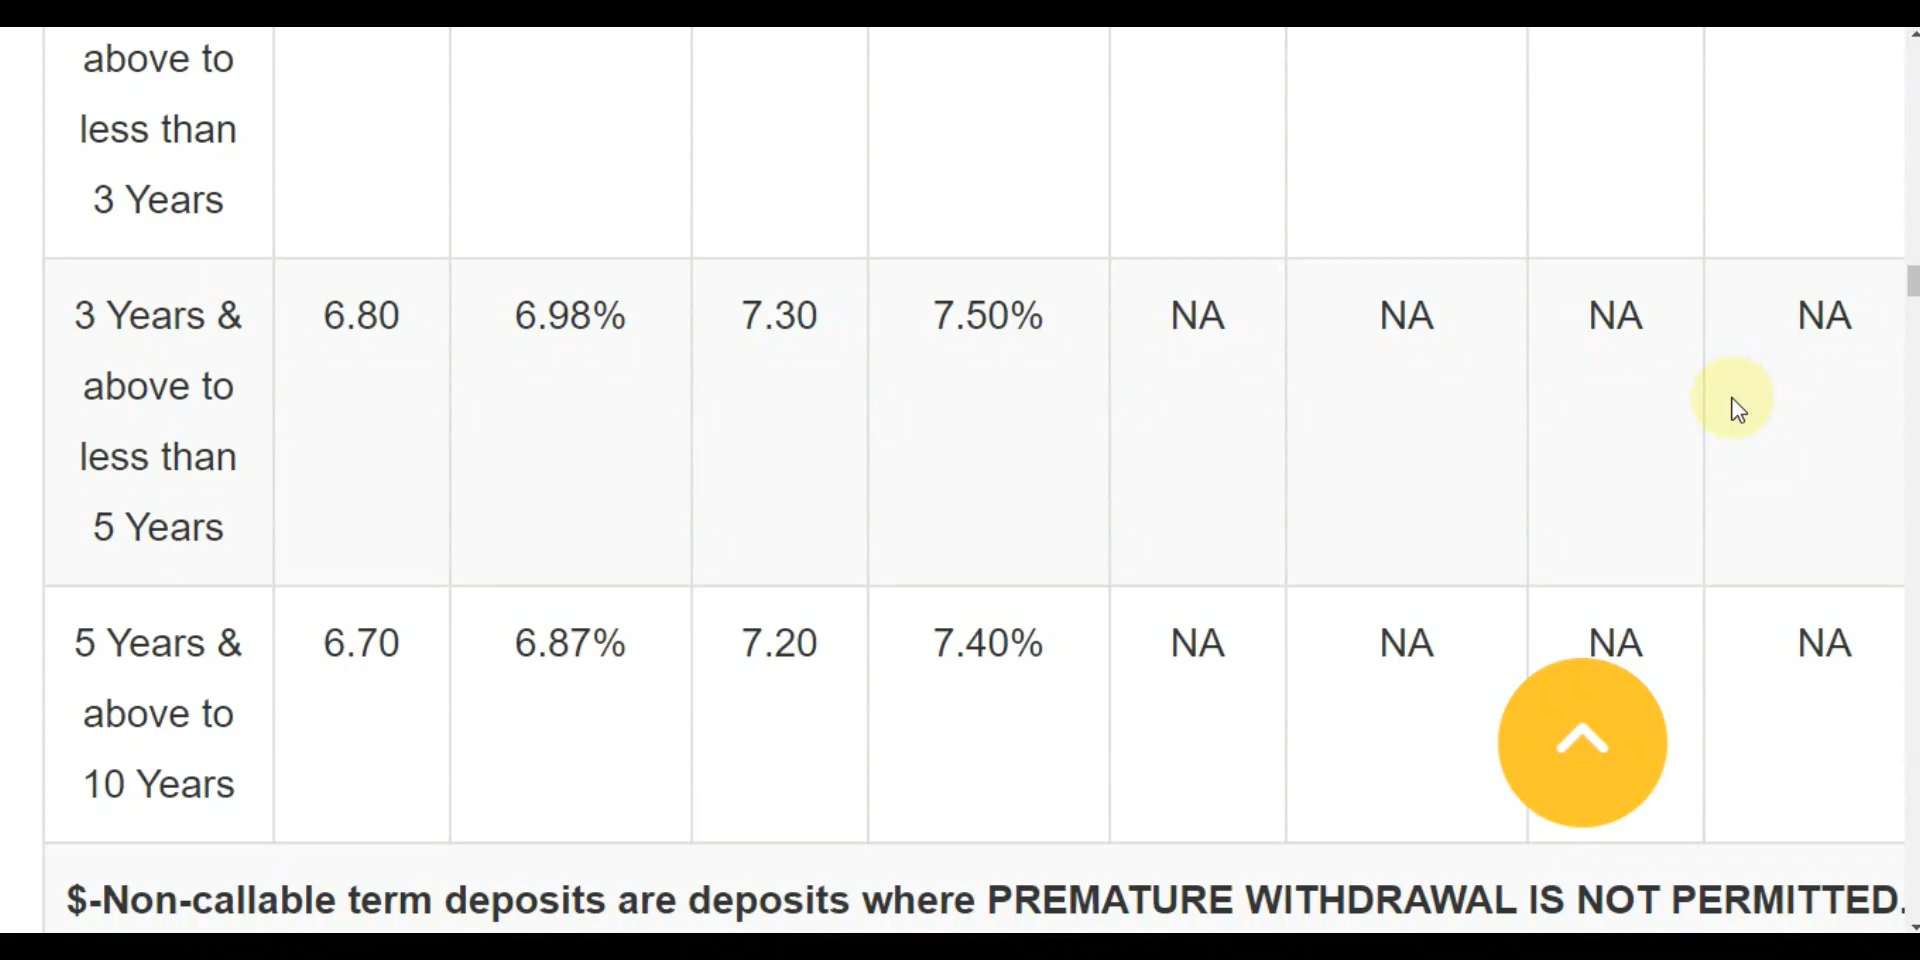 above to
less than
3 Years
3 Years & 6.80 6.98% 7.30 7.50% NA NA NA NA
above to
less than
5 Years
5 Years & 6.70 6.87% 7.20 7.40% NA NA NA NA
above to
10 Years
$-Non-callable term deposits are deposits where PREMATURE WITHDRAWAL IS NOT PERMITTED.